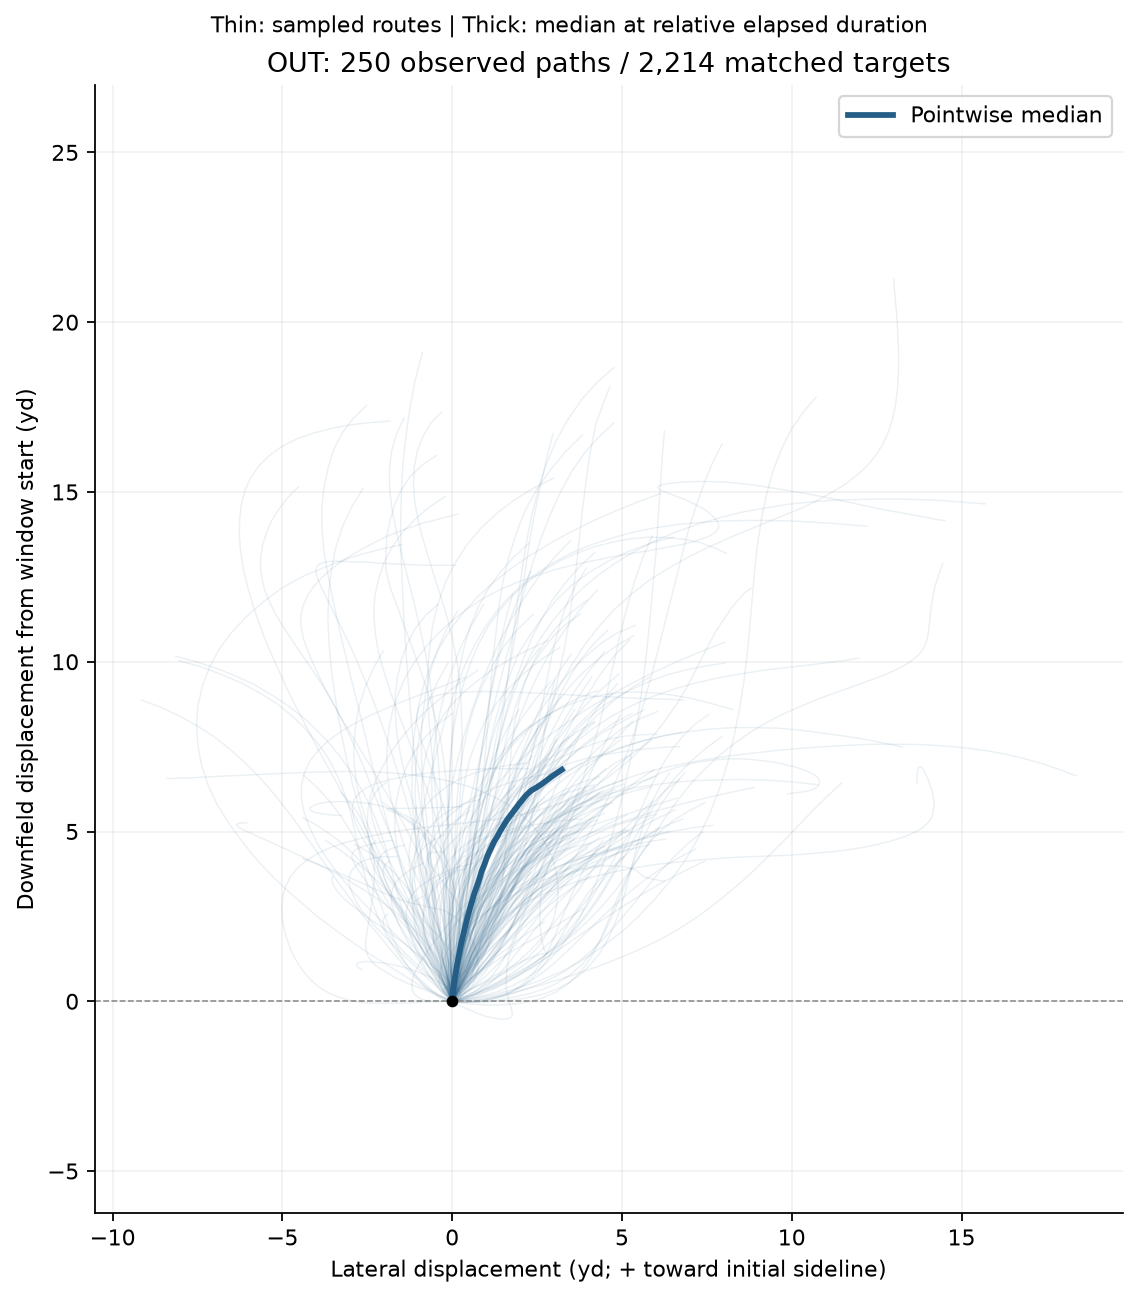 Thin: sampled routes | Thick: median at relative elapsed duration
OUT: 250 observed paths / 2,214 matched targets
Pointwise median
25
20
15
10
5
0
−5
Downfield displacement from window start (yd)
−10
−5
0
5
10
15
Lateral displacement (yd; + toward initial sideline)